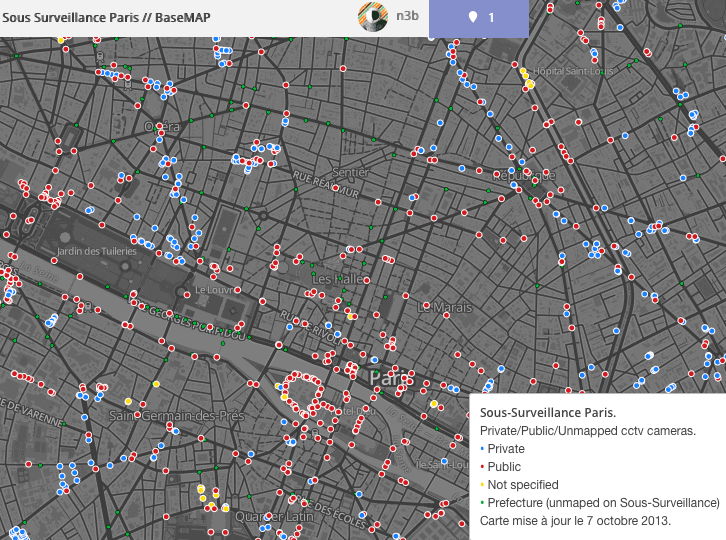 Sous Surveillance Paris // BaseMAP
n3b
1
Hôpital Saint-Louis
Opéra
Sentier
République
RUE RÉAUMUR
Jardin des Tuileries
Les Halles
Le Louvre
Le Marais
GEORGES POMPIDOU
RUE DE RIVOLI
Paris
E DE VARENNE
Saint-Germain-des-Prés
Île Saint-Lou
Quartier Latin
RUE DES ÉCOLES
Sous-Surveillance Paris.
Private/Public/Unmapped cctv cameras.
• Private
• Public
• Not specified
• Prefecture (unmaped on Sous-Surveillance)
Carte mise à jour le 7 octobre 2013.